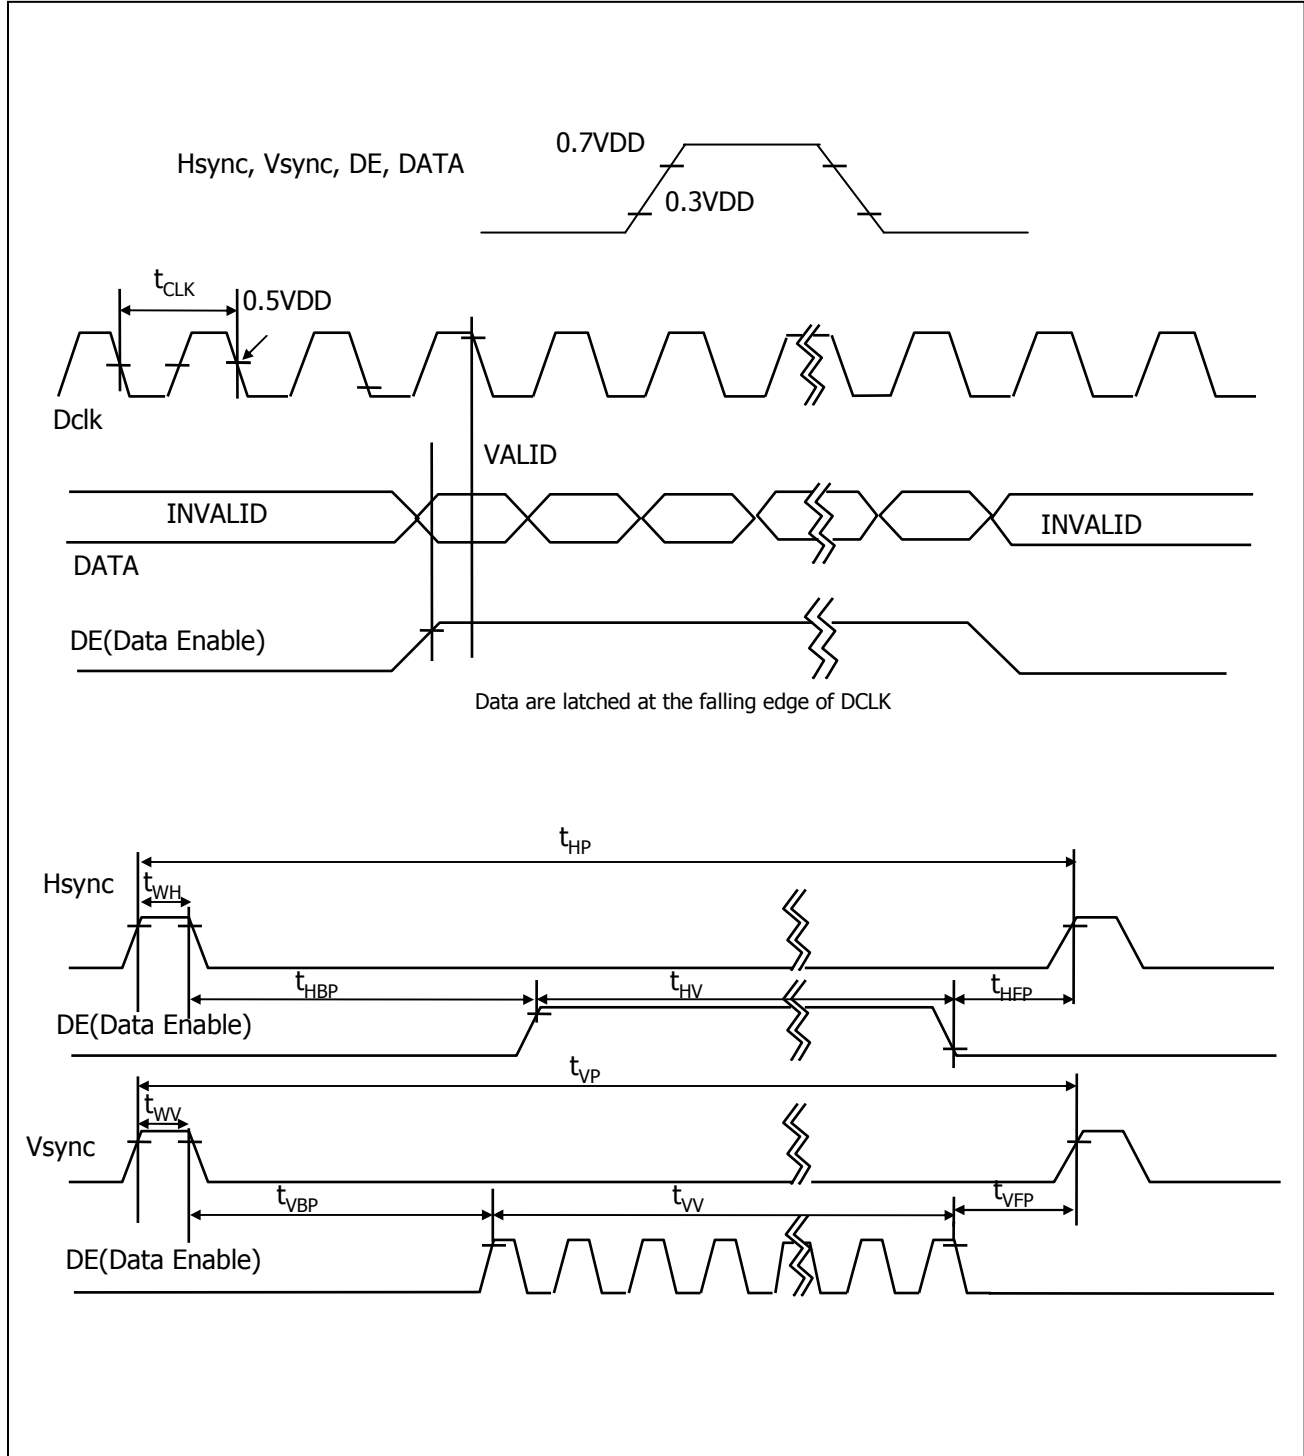 0.7VDD
Hsync, Vsync, DE, DATA
0.3VDD
tCLK
0.5VDD
Dclk
VALID
INVALID
INVALID
DATA
DE(Data Enable)
Data are latched at the falling edge of DCLK
tHP
Hsync
tWH
tHBP
tHV
tHFP
DE(Data Enable)
tVP
tWV
Vsync
tVBP
tVV
tVFP
DE(Data Enable)